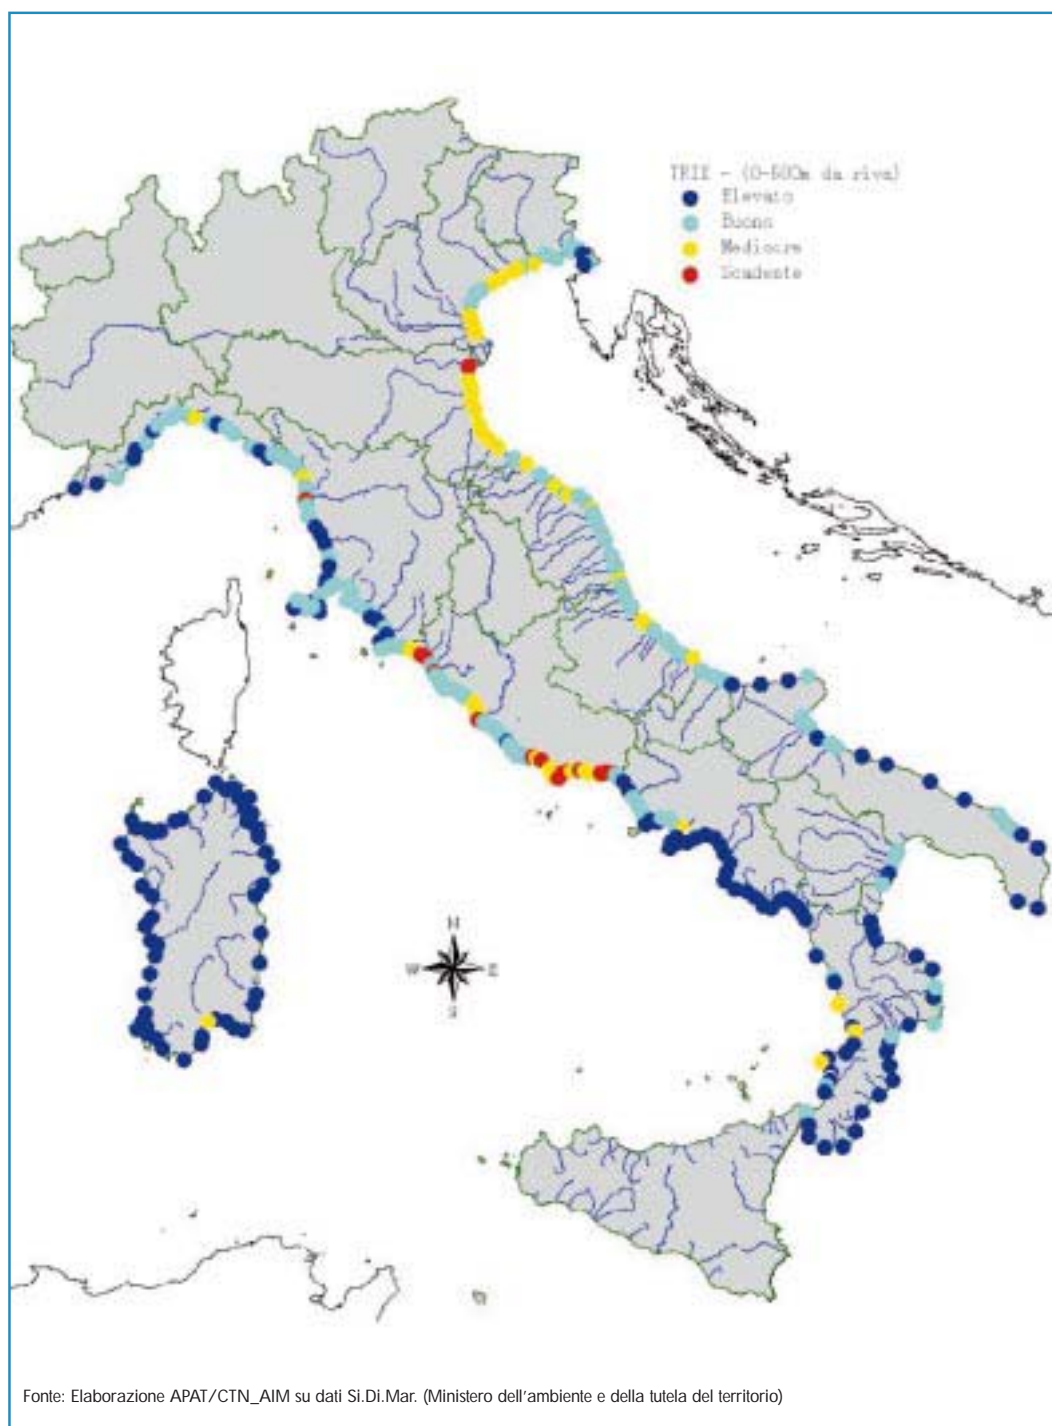 TRIX - (0-500m da riva)
Elevato
Buono
Mediocre
Scadente
N
W E
S
Fonte: Elaborazione APAT/CTN_AIM su dati Si.Di.Mar. (Ministero dell'ambiente e della tutela del territorio)